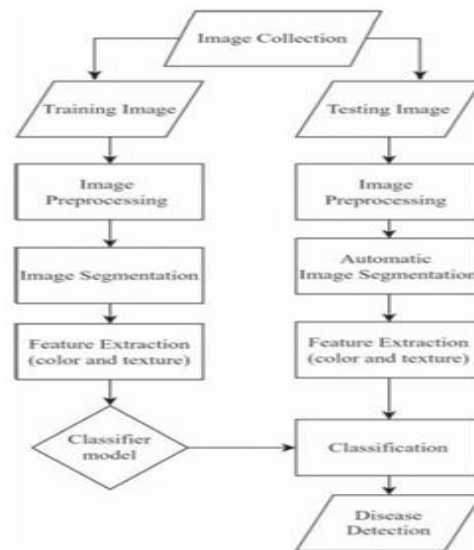 Image Collection
Training Image
Testing Image
Image
Preprocessing
Image
Preprocessing
Image Segmentation
Automatic
Image Segmentation
Feature Extraction
(color and texture)
Feature Extraction
(color and texture)
Classifier
model
Classification
Disease
Detection